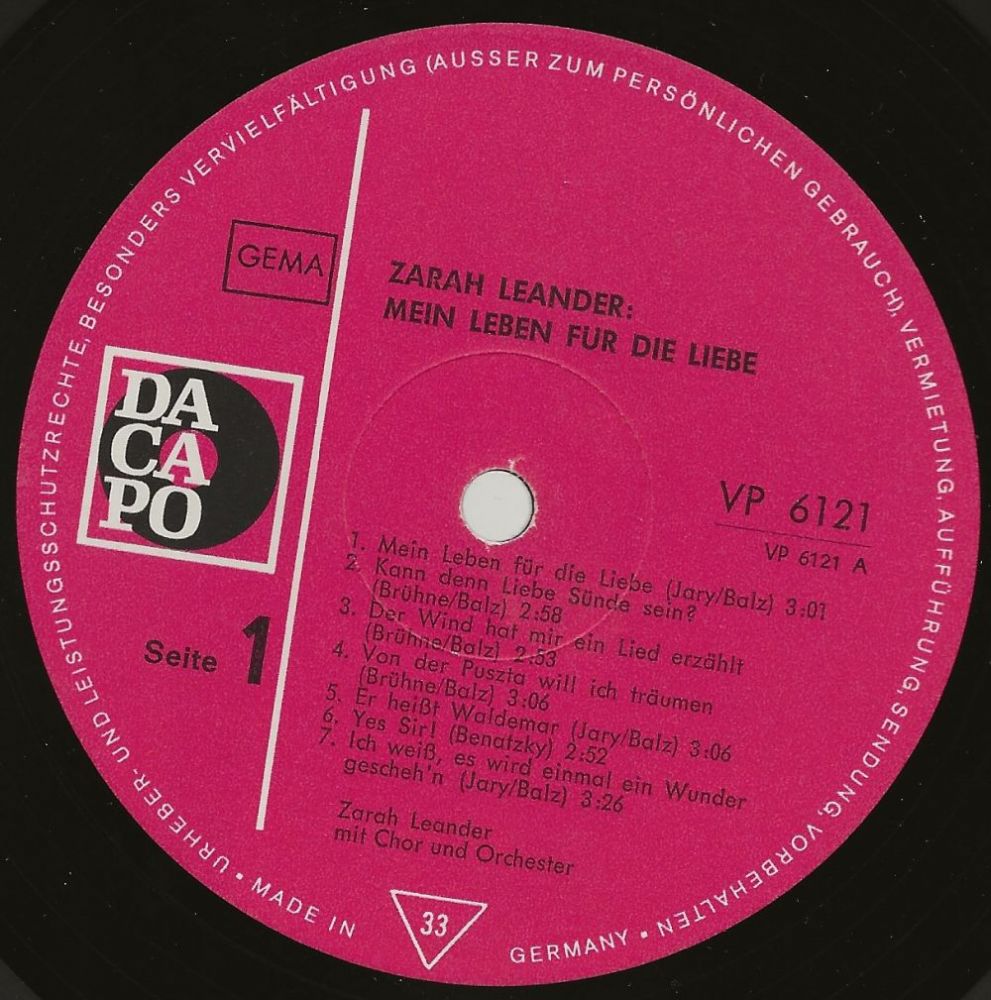 URHEBER- UND LEISTUNGSSCHUTZRECHTE, BESONDERS VERVIELFÄLTIGUNG (AUSSER ZUM PERSÖNLICHEN GEBRAUCH), VERMIETUNG, AUFFÜHRUNG, SENDUNG, VORBEHALTEN •
GEMA
ZARAH LEANDER:
MEIN LEBEN FÜR DIE LIEBE
DA
CA
PO
VP 6121
VP 6121 A
Seite 1
1. Mein Leben für die Liebe (Jary/Balz) 3:01
2. Kann denn Liebe Sünde sein?
(Brühne/Balz) 2:58
3. Der Wind hat mir ein Lied erzählt
(Brühne/Balz) 2:53
4. Von der Puszta will ich träumen
(Brühne/Balz) 3:06
5. Er heißt Waldemar (Jary/Balz) 3:06
6. Yes Sir! (Benatzky) 2:52
7. Ich weiß, es wird einmal ein Wunder
gescheh'n (Jary/Balz) 3:26
Zarah Leander
mit Chor und Orchester
• MADE IN
33
GERMANY •